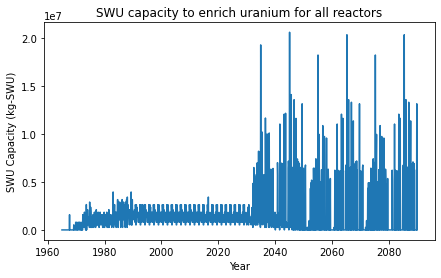 SWU capacity to enrich uranium for all reactors
1e7
SWU Capacity (kg-SWU)
2.0
1.5
1.0
0.5
0.0
1960 1980 2000 2020 2040 2060 2080
Year